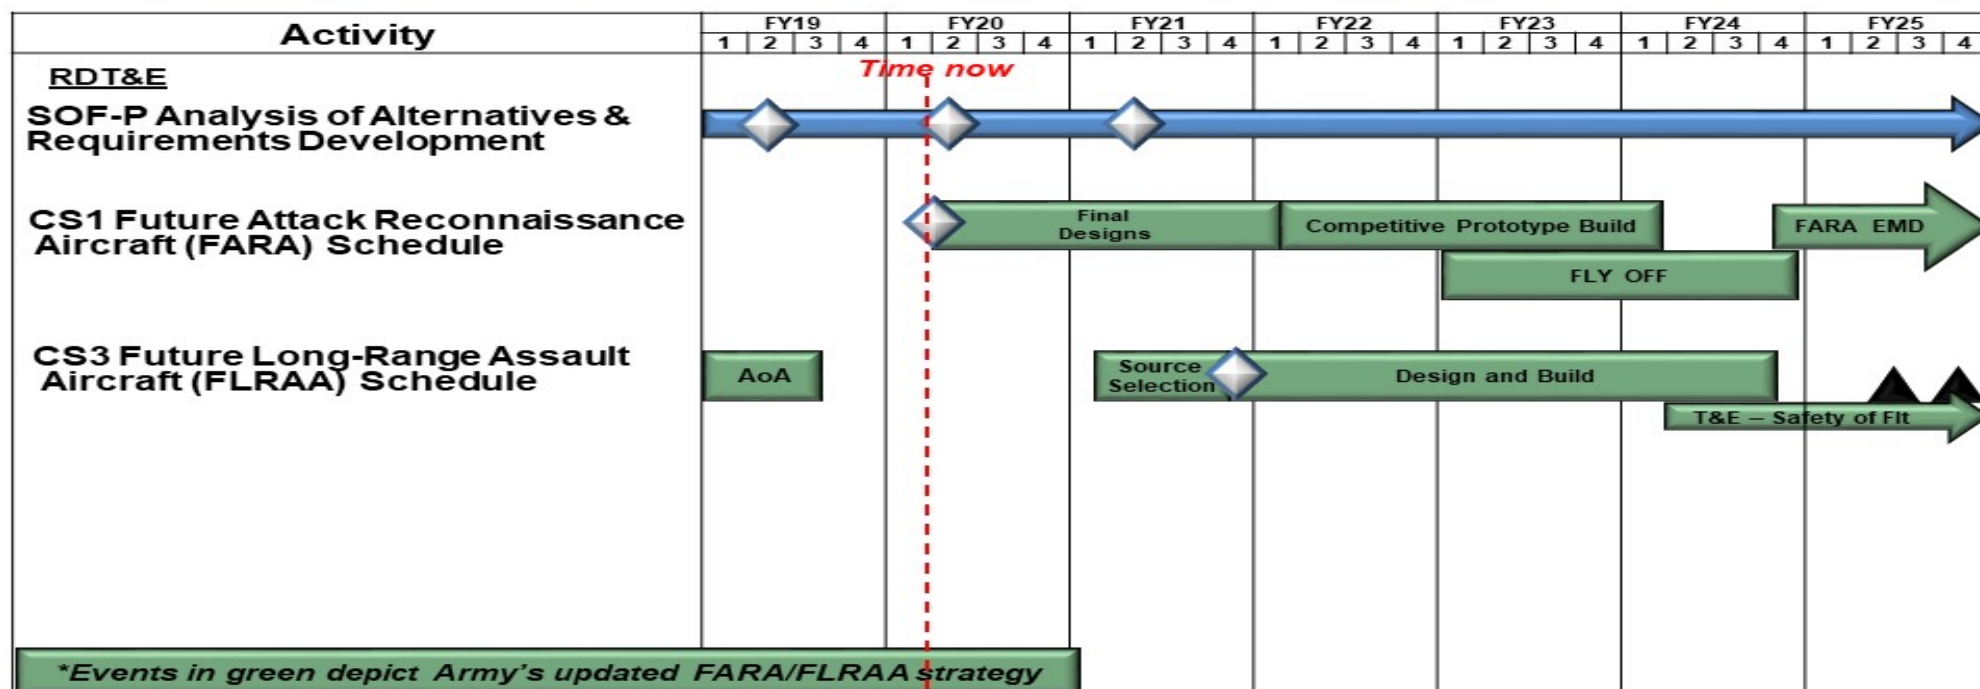 Activity
FY19 FY20 FY21 FY22 FY23 FY24 FY25
1 2 3 4 1 2 3 4 1 2 3 4 1 2 3 4 1 2 3 4 1 2 3 4 1 2 3 4
RDT&E
Time now
SOF-P Analysis of Alternatives &
Requirements Development
CS1 Future Attack Reconnaissance
Aircraft (FARA) Schedule
Final
Designs
Competitive Prototype Build
FARA EMD
FLY OFF
CS3 Future Long-Range Assault
Aircraft (FLRAA) Schedule
AoA
Source
Selection
Design and Build
T&E – Safety of Flt
*Events in green depict Army's updated FARA/FLRAA strategy